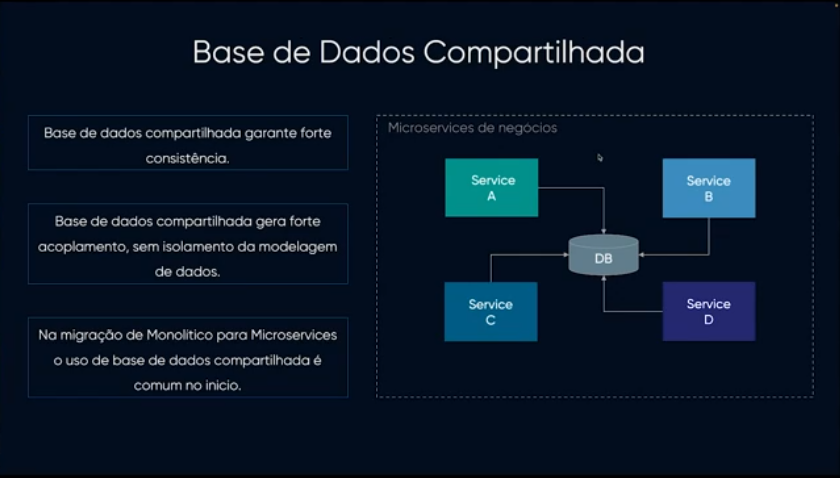 Base de Dados Compartilhada
Base de dados compartilhada garante forte
consistência.
Base de dados compartilhada gera forte
acoplamento, sem isolamento da modelagem
de dados.
Na migração de Monolítico para Microservices
o uso de base de dados compartilhada é
comum no inicio.
Microservices de negócios
Service
A
Service
B
DB
Service
C
Service
D